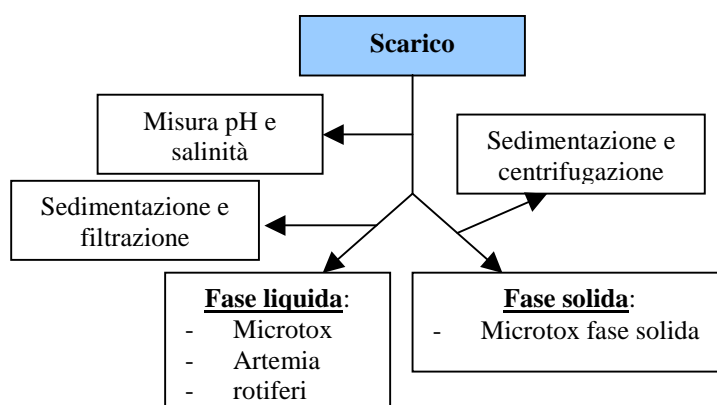 Scarico
Misura pH e
salinità
Sedimentazione e
centrifugazione
Sedimentazione e
filtrazione
Fase liquida:
- Microtox
- Artemia
- rotiferi
Fase solida:
- Microtox fase solida